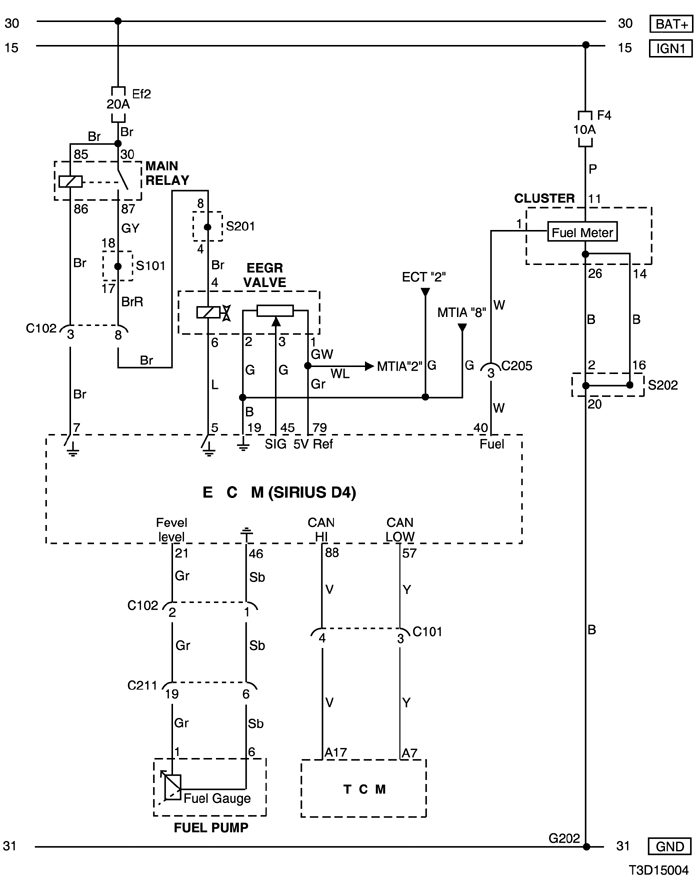 30 30 BAT+
15 15 IGN1
Ef2
20A
F4
10A
Br Br
85 30
MAIN
RELAY
P
86 87
8
S201
CLUSTER 11
1 Fuel Meter
GY
18
S101
17
4
Br
4
Br
BrR
EEGR
VALVE
ECT "2"
26 14
MTIA "8"
W
B B
C102 3 8
6 2 3 1
GW
Br
WL MTIA"2"
G G
C205
3
2 16
S202
20
Br
L G G Gr
B
W
7 5 19 45 79 40
SIG 5V Ref Fuel
E C M (SIRIUS D4)
Fevel
level
CAN
HI
CAN
LOW
21 46 88 57
Gr Sb V Y
C102 2 1
C101
4 3
B
Gr Sb
C211
19 6
V Y
Gr Sb
1 6 A17 A7
Fuel Gauge
T C M
FUEL PUMP
G202
31 31 GND
T3D15004